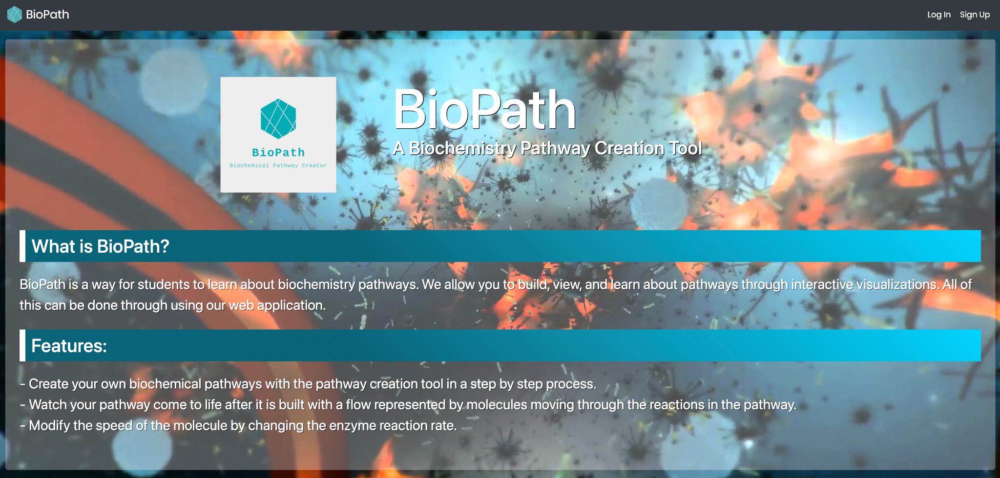 BioPath
Log In Sign Up
BioPath
Biochemical Pathway Creator
BioPath
A Biochemistry Pathway Creation Tool
What is BioPath?
BioPath is a way for students to learn about biochemistry pathways. We allow you to build, view, and learn about pathways through interactive visualizations. All of
this can be done through using our web application.
Features:
- Create your own biochemical pathways with the pathway creation tool in a step by step process.
- Watch your pathway come to life after it is built with a flow represented by molecules moving through the reactions in the pathway.
- Modify the speed of the molecule by changing the enzyme reaction rate.